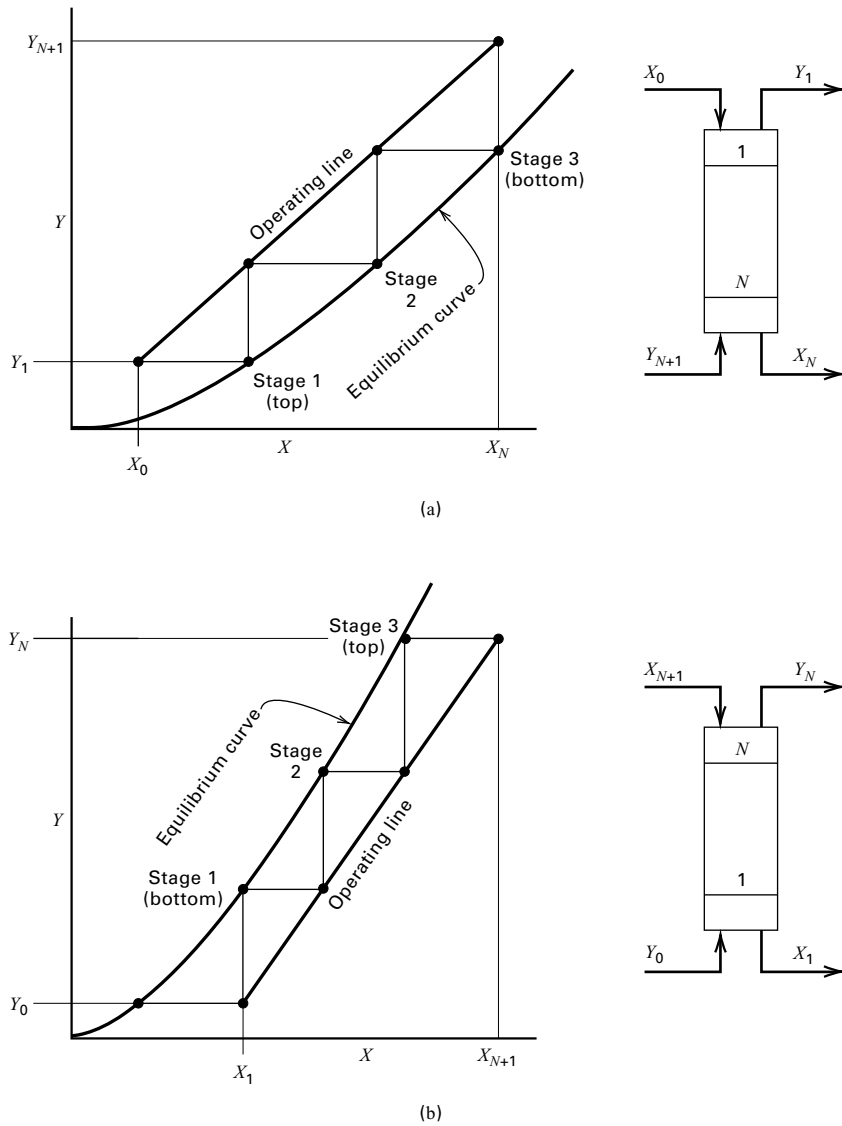 Y_{N+1}
X_0
Y_1
1
Operating line
Stage 3
(bottom)
Y
Stage
2
Equilibrium curve
N
Y_1
Stage 1
(top)
Y_{N+1}
X_N
X_0
X
X_N
(a)
Y_N
Stage 3
(top)
X_{N+1}
Y_N
Equilibrium curve
Stage
2
N
Y
Operating line
Stage 1
(bottom)
1
Y_0
Y_0
X_1
X_1
X
X_{N+1}
(b)